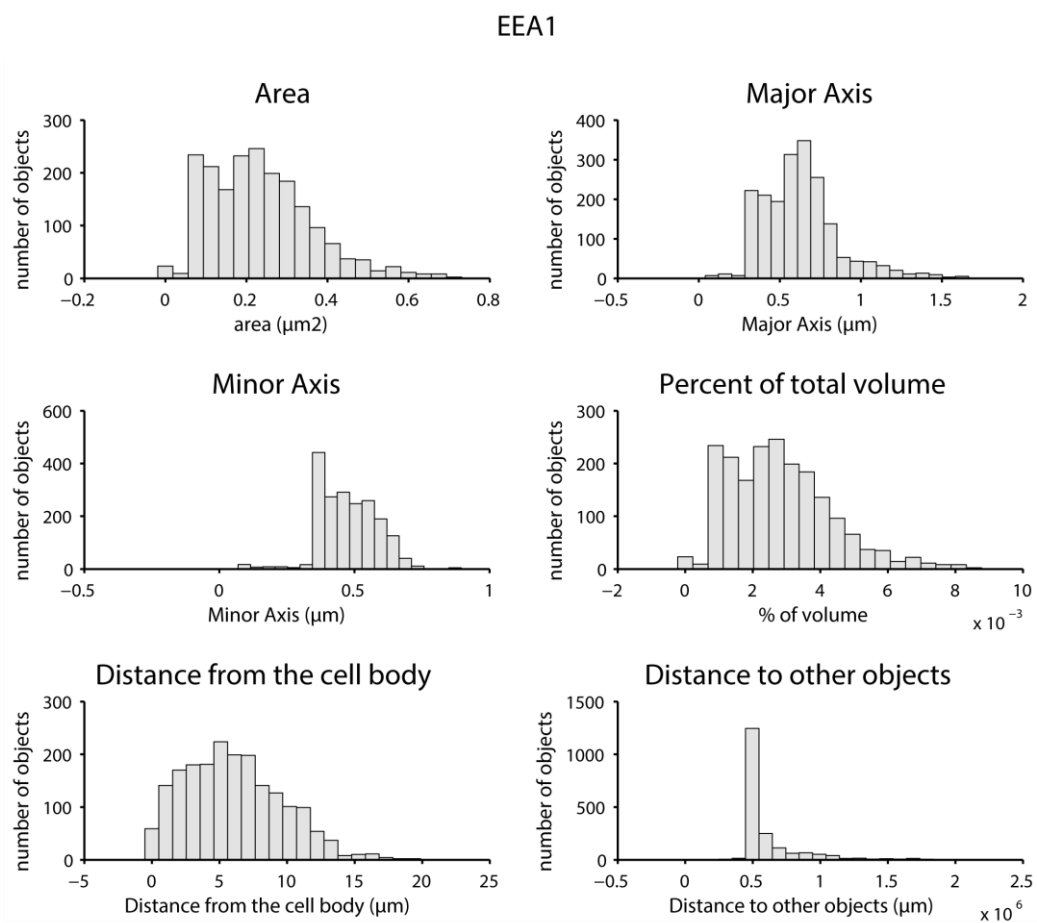 EEA1
Area
number of objects
300
200
100
0
−0.2 0 0.2 0.4 0.6 0.8
area (µm2)
Major Axis
number of objects
400
300
200
100
0
−0.5 0 0.5 1 1.5 2
Major Axis (µm)
Minor Axis
number of objects
600
400
200
0
−0.5 0 0.5 1
Minor Axis (µm)
Percent of total volume
number of objects
300
200
100
0
−2 0 2 4 6 8 10
% of volume
x 10 −3
Distance from the cell body
number of objects
300
200
100
0
−5 0 5 10 15 20 25
Distance from the cell body (µm)
Distance to other objects
number of objects
1500
1000
500
0
−0.5 0 0.5 1 1.5 2 2.5
Distance to other objects (µm)
x 10 6